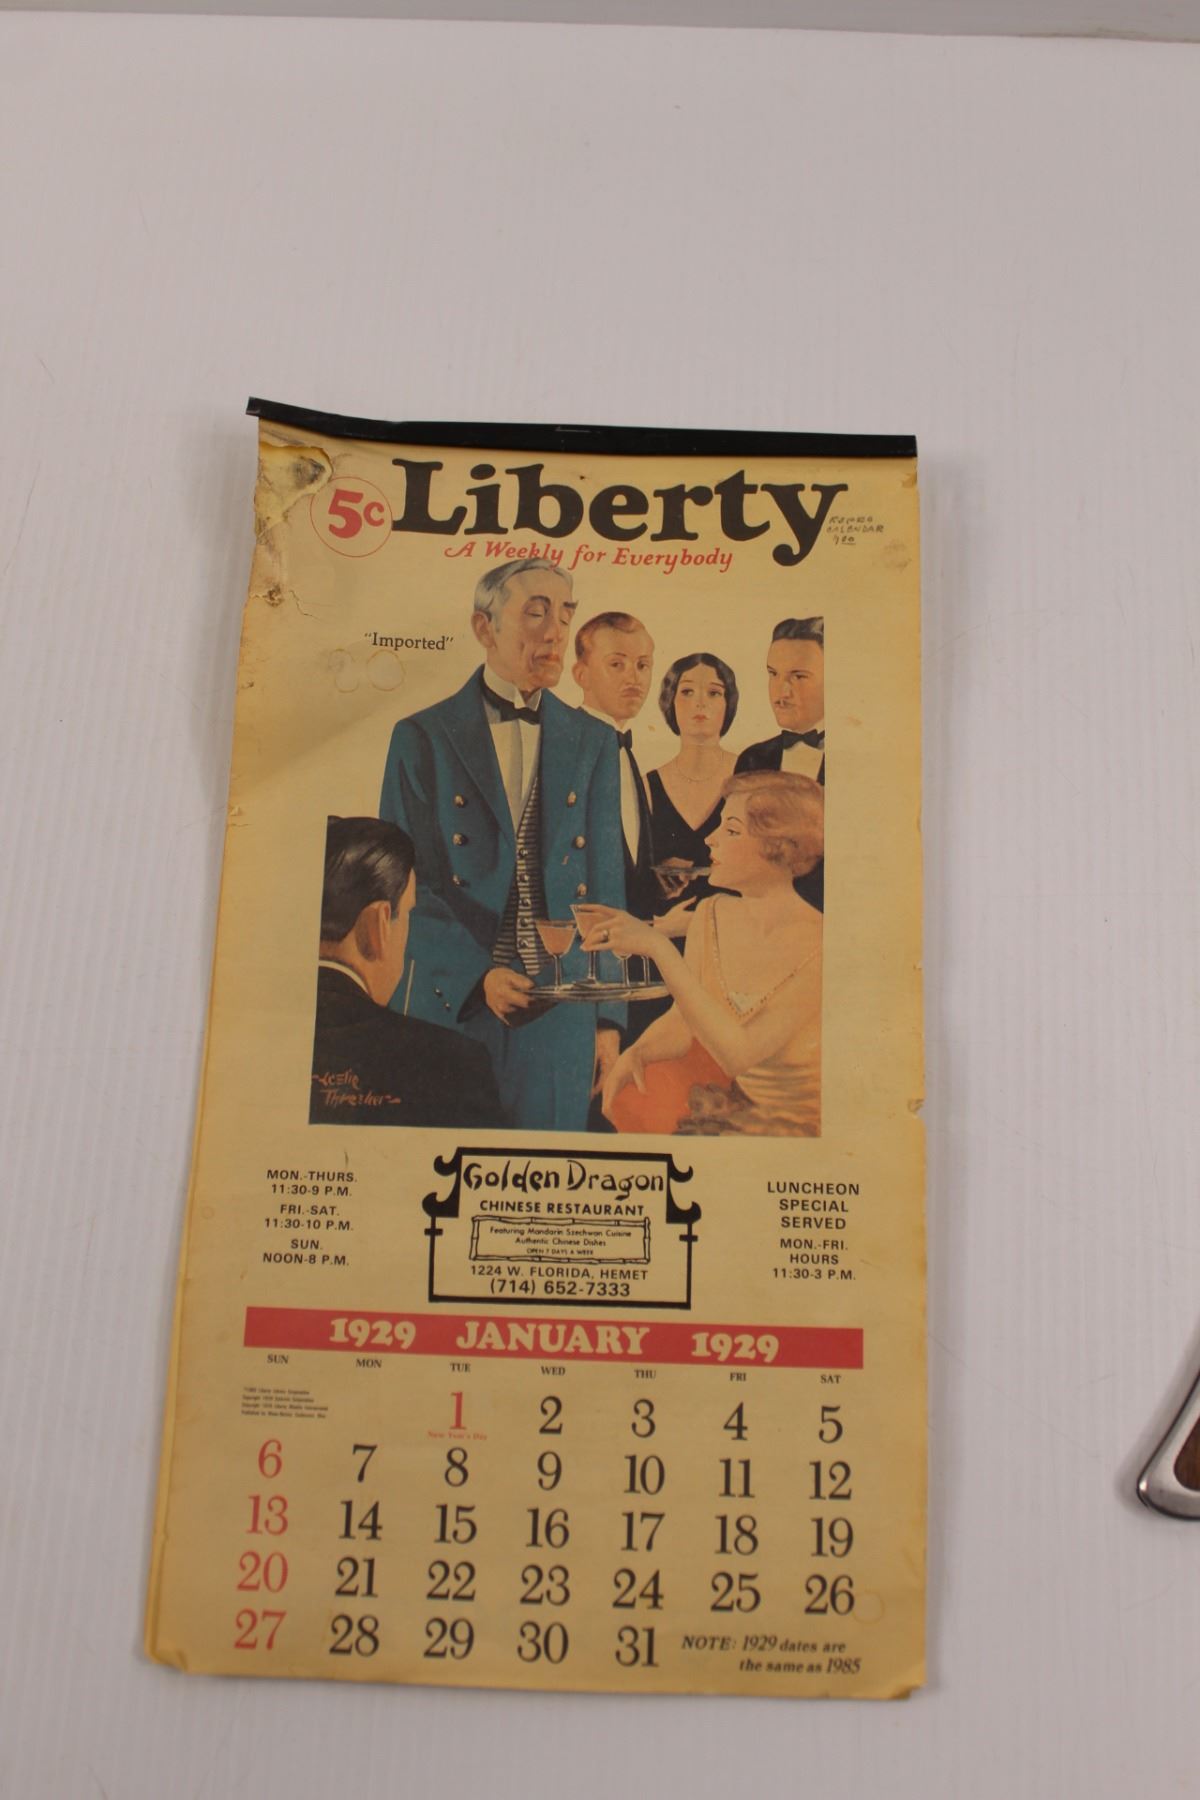 5c Liberty
A Weekly for Everybody
CALENDAR
"Imported"
Leslie
Thrasher
MON.-THURS.
11:30-9 P.M.
FRI.-SAT.
11:30-10 P.M.
SUN.
NOON-8 P.M.
Golden Dragon
CHINESE RESTAURANT
Featuring Mandarin Szechwan Cuisine
Authentic Chinese Dishes
OPEN 7 DAYS A WEEK
1224 W. FLORIDA, HEMET
(714) 652-7333
LUNCHEON
SPECIAL
SERVED
MON.-FRI.
HOURS
11:30-3 P.M.
1929 JANUARY 1929
SUN MON TUE WED THU FRI SAT
1 2 3 4 5
New Year's Day
6 7 8 9 10 11 12
13 14 15 16 17 18 19
20 21 22 23 24 25 26
27 28 29 30 31
NOTE: 1929 dates are
the same as 1985